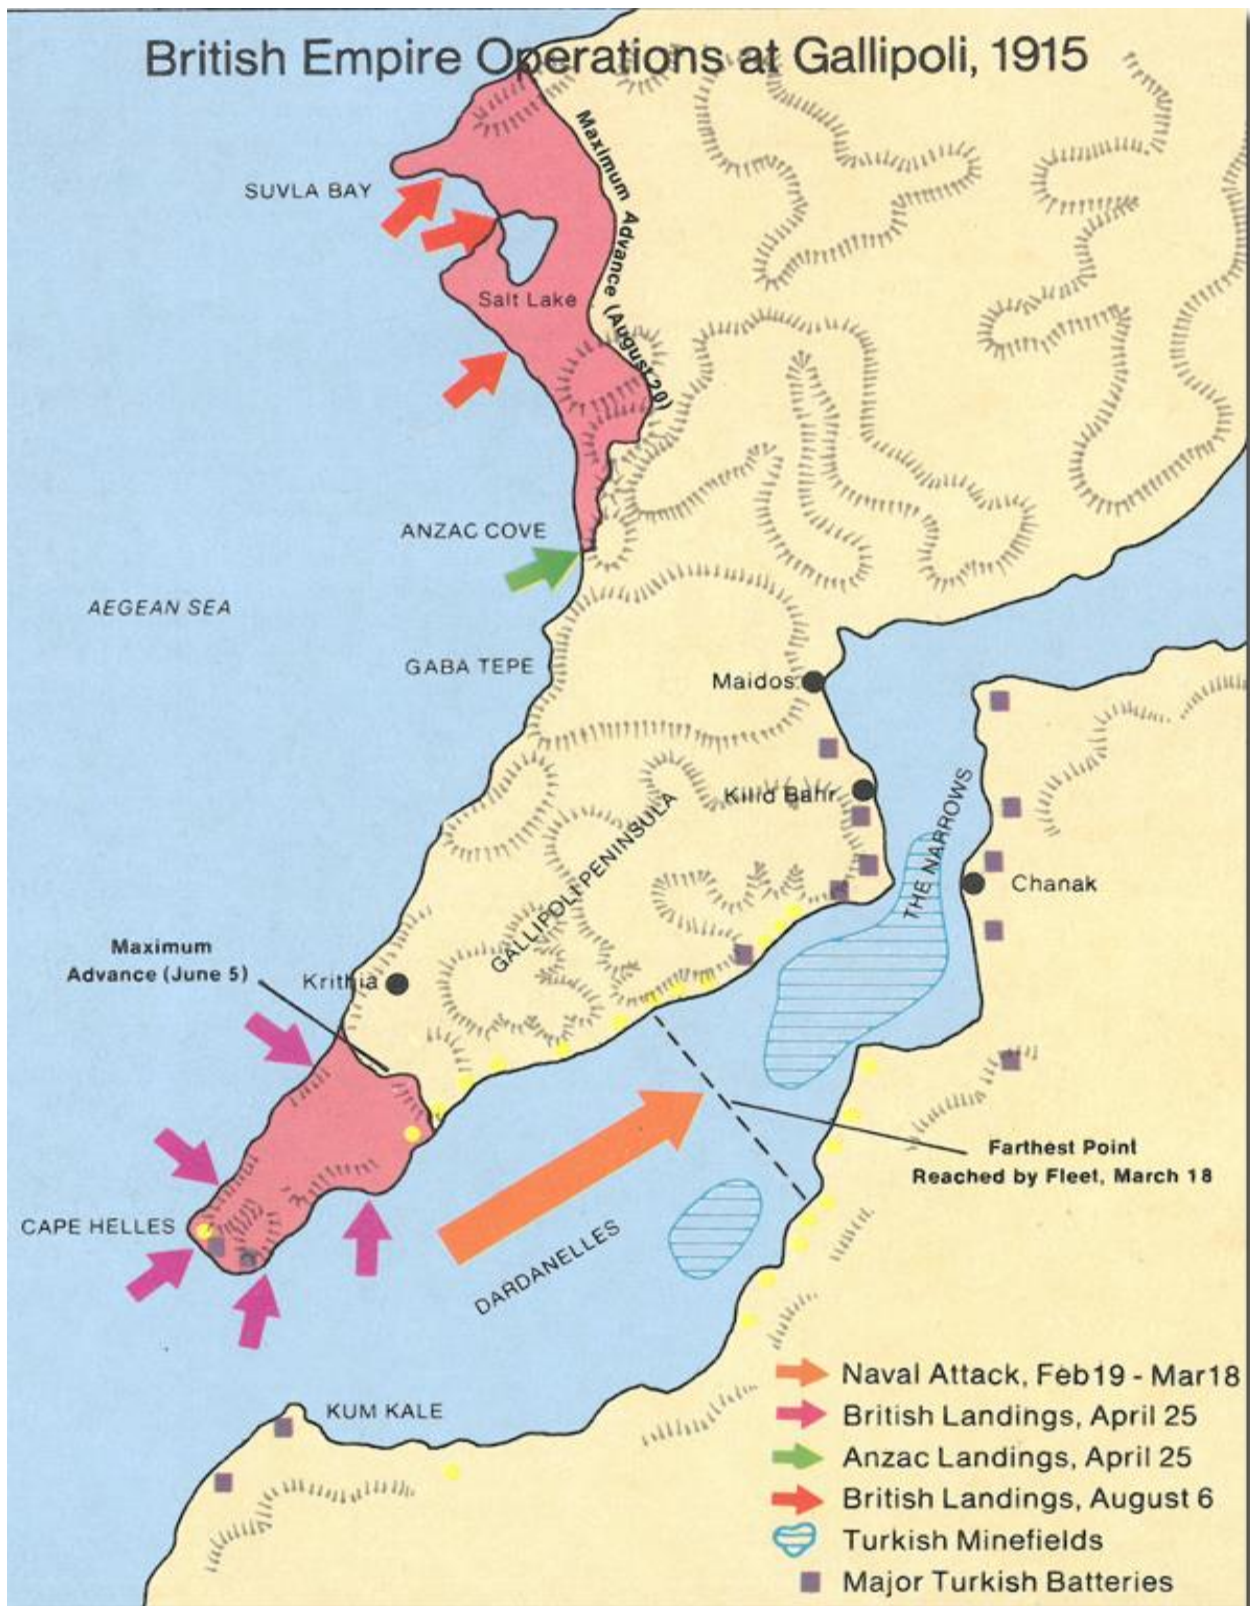 British Empire Operations at Gallipoli, 1915
Maximum Advance (August 20)
SUVLA BAY
Salt Lake
ANZAC COVE
AEGEAN SEA
GABA TEPE
Maidos
Kilid Bahr
THE NARROWS
GALLIPOLI PENINSULA
Chanak
Maximum
Advance (June 5)
Krithia
Farthest Point
Reached by Fleet, March 18
CAPE HELLES
DARDANELLES
KUM KALE
Naval Attack, Feb19 - Mar18
British Landings, April 25
Anzac Landings, April 25
British Landings, August 6
Turkish Minefields
Major Turkish Batteries